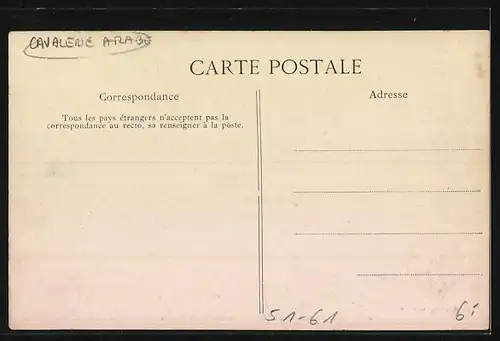 CAVALERIE ARABE
CARTE POSTALE
Correspondance
Adresse
Tous les pays étrangers n'acceptent pas la
correspondance au recto, se renseigner à la poste.
51-61
6: